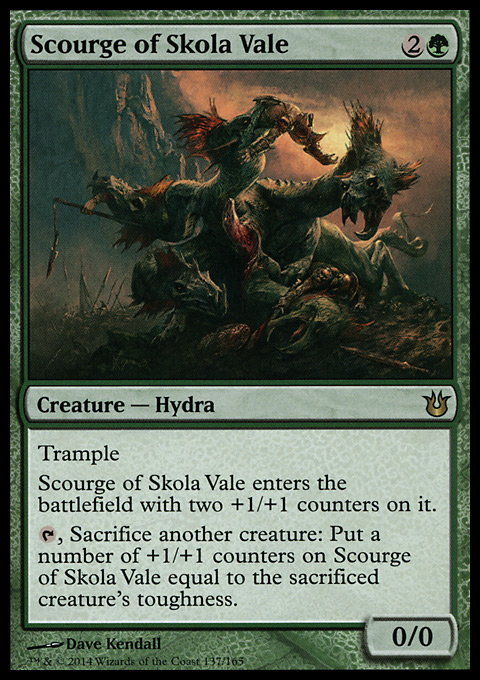 Scourge of Skola Vale 2
Creature — Hydra
Trample
Scourge of Skola Vale enters the
battlefield with two +1/+1 counters on it.
, Sacrifice another creature: Put a
number of +1/+1 counters on Scourge
of Skola Vale equal to the sacrificed
creature's toughness.
Dave Kendall
0/0
™ & © 2014 Wizards of the Coast 137/165